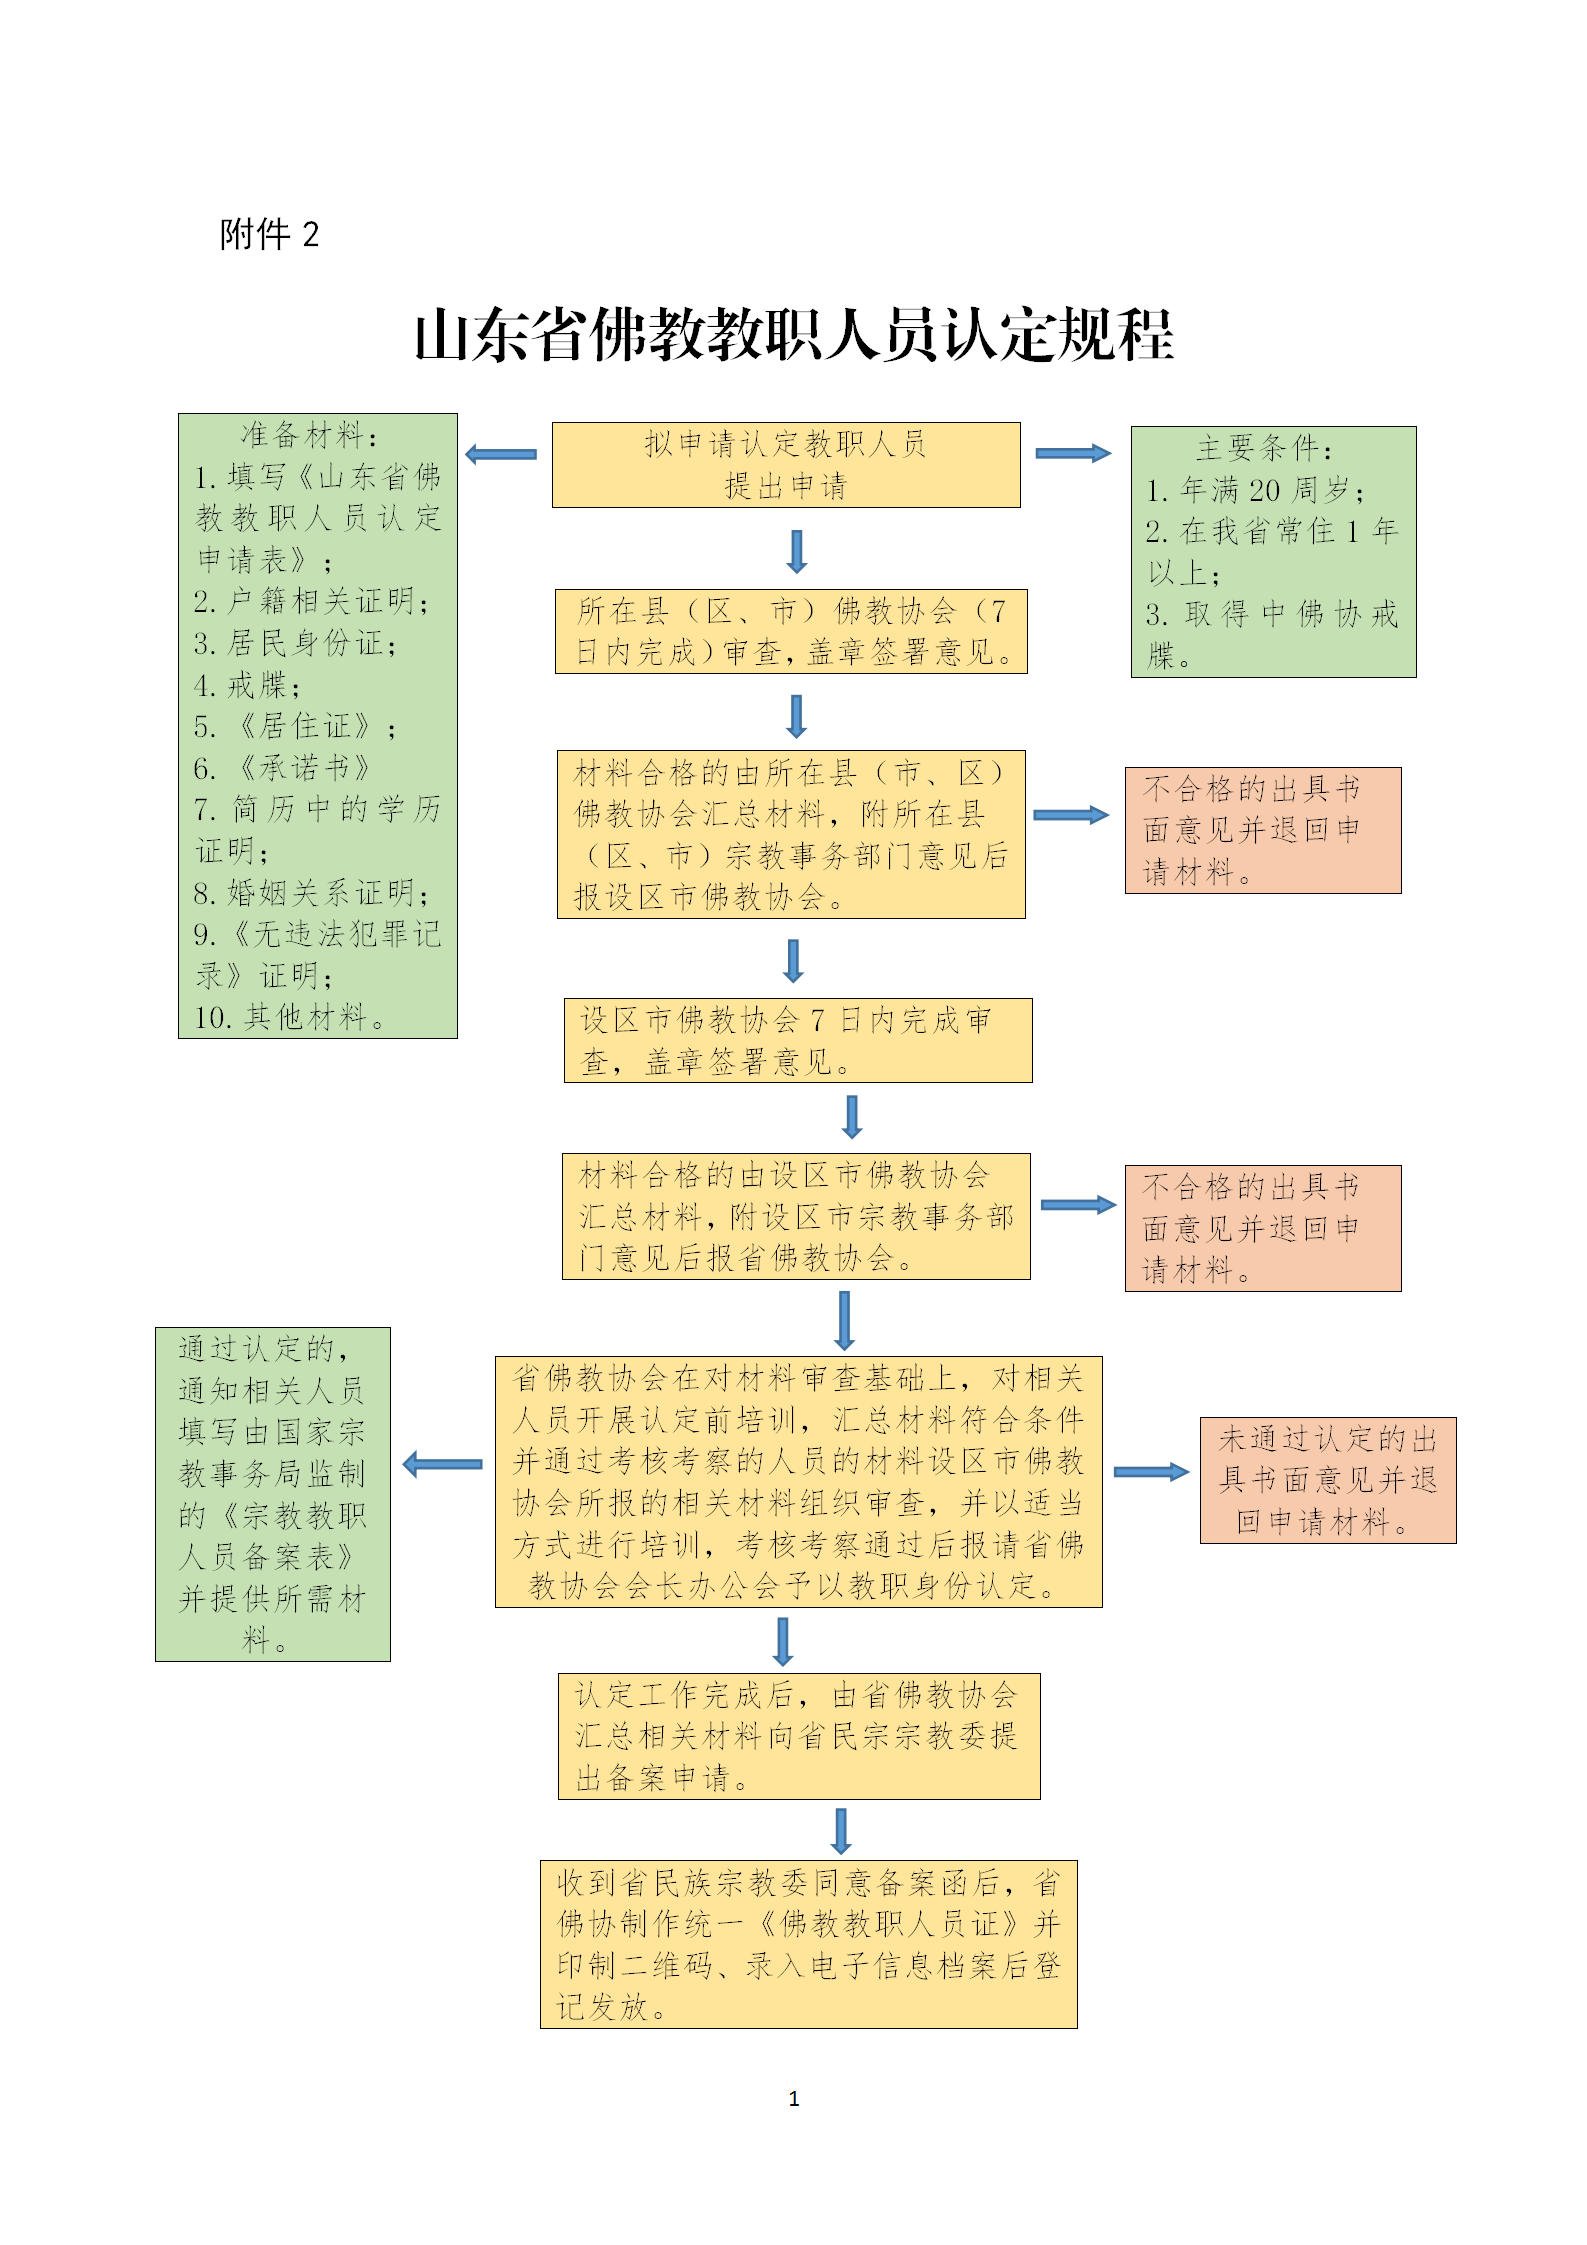 附件 2
山东省佛教教职人员认定规程
准备材料：
1. 填写《山东省佛
教教职人员认定
申请表》；
2. 户籍相关证明；
3. 居民身份证；
4. 戒牒；
5. 《居住证》；
6. 《承诺书》
7. 简历中的学历
证明；
8. 婚姻关系证明；
9. 《无违法犯罪记
录》证明；
10. 其他材料。
拟申请认定教职人员
提出申请
主要条件：
1. 年满 20 周岁；
2. 在我省常住 1 年
以上；
3. 取得中佛协戒
牒。
所在县（区、市）佛教协会（7
日内完成）审查，盖章签署意见。
材料合格的由所在县（市、区）
佛教协会汇总材料，附所在县
（区、市）宗教事务部门意见后
报设区市佛教协会。
不合格的出具书
面意见并退回申
请材料。
设区市佛教协会 7 日内完成审
查，盖章签署意见。
材料合格的由设区市佛教协会
汇总材料，附设区市宗教事务部
门意见后报省佛教协会。
不合格的出具书
面意见并退回申
请材料。
通过认定的，
通知相关人员
填写由国家宗
教事务局监制
的《宗教教职
人员备案表》
并提供所需材
料。
省佛教协会在对材料审查基础上，对相关
人员开展认定前培训，汇总材料符合条件
并通过考核考察的人员的材料设区市佛教
协会所报的相关材料组织审查，并以适当
方式进行培训，考核考察通过后报请省佛
教协会会长办公会予以教职身份认定。
未通过认定的出
具书面意见并退
回申请材料。
认定工作完成后，由省佛教协会
汇总相关材料向省民宗宗教委提
出备案申请。
收到省民族宗教委同意备案函后，省
佛协制作统一《佛教教职人员证》并
印制二维码、录入电子信息档案后登
记发放。
1